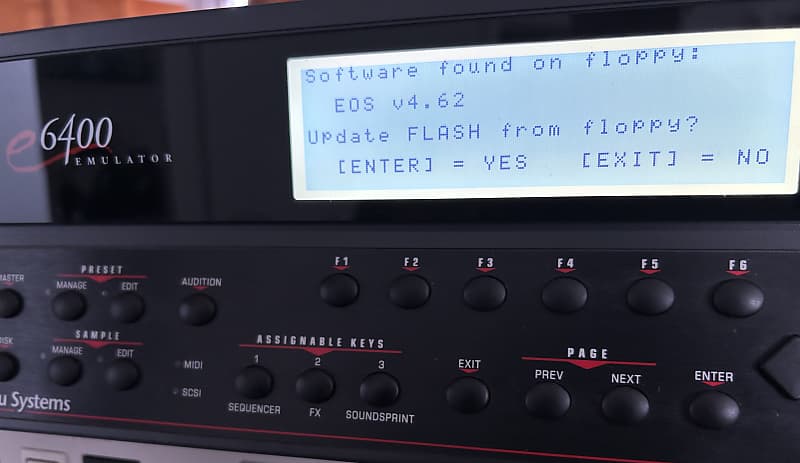 Software found on floppy:
EOS v4.62
Update FLASH from floppy?
[ENTER] = YES [EXIT] = NO
e6400
EMULATOR
F1 F2 F3 F4 F5 F6
PRESET
MANAGE EDIT
AUDITION
SAMPLE
MANAGE EDIT
MIDI
SCSI
ASSIGNABLE KEYS
1 2 3
SEQUENCER FX SOUNDSPRINT
EXIT
PAGE
PREV NEXT
ENTER
Systems